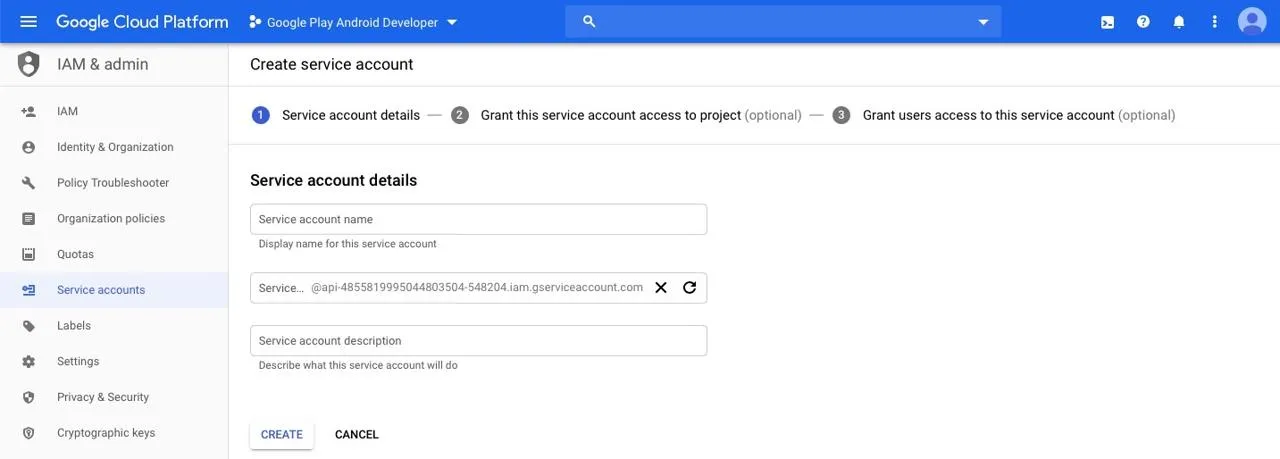 Google Cloud Platform
Google Play Android Developer
IAM & admin
IAM
Identity & Organization
Policy Troubleshooter
Organization policies
Quotas
Service accounts
Labels
Settings
Privacy & Security
Cryptographic keys
Create service account
1 Service account details — 2 Grant this service account access to project (optional) — 3 Grant users access to this service account (optional)
Service account details
Service account name
Display name for this service account
Service... @api-4855819995044803504-548204.iam.gserviceaccount.com
Service account description
Describe what this service account will do
CREATE CANCEL